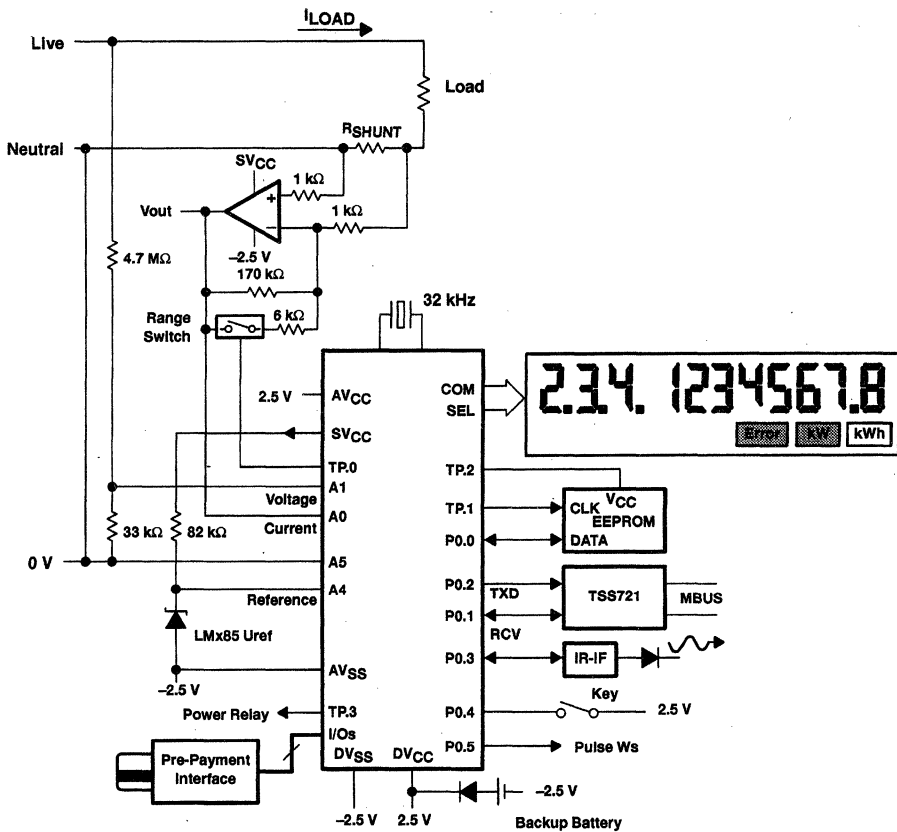 ILOAD
Live
Load
RSHUNT
Neutral
SVCC
1 kΩ
+
1 kΩ
Vout
−
−2.5 V
4.7 MΩ
170 kΩ
Range
Switch
6 kΩ
32 kHz
COM
SEL
2.3.4. 1234567.8
Error
kW
kWh
2.5 V
AVCC
SVCC
TP.0
A1
Voltage
A0
Current
33 kΩ
82 kΩ
0 V
A5
A4
Reference
LMx85 Uref
AVSS
−2.5 V
Power Relay
TP.3
I/Os
Pre-Payment
Interface
DVSS
DVCC
−2.5 V
2.5 V
TP.2
VCC
TP.1
CLK
EEPROM
P0.0
DATA
P0.2
TXD
TSS721
MBUS
P0.1
RCV
P0.3
IR-IF
Key
P0.4
2.5 V
P0.5
Pulse Ws
−2.5 V
Backup Battery